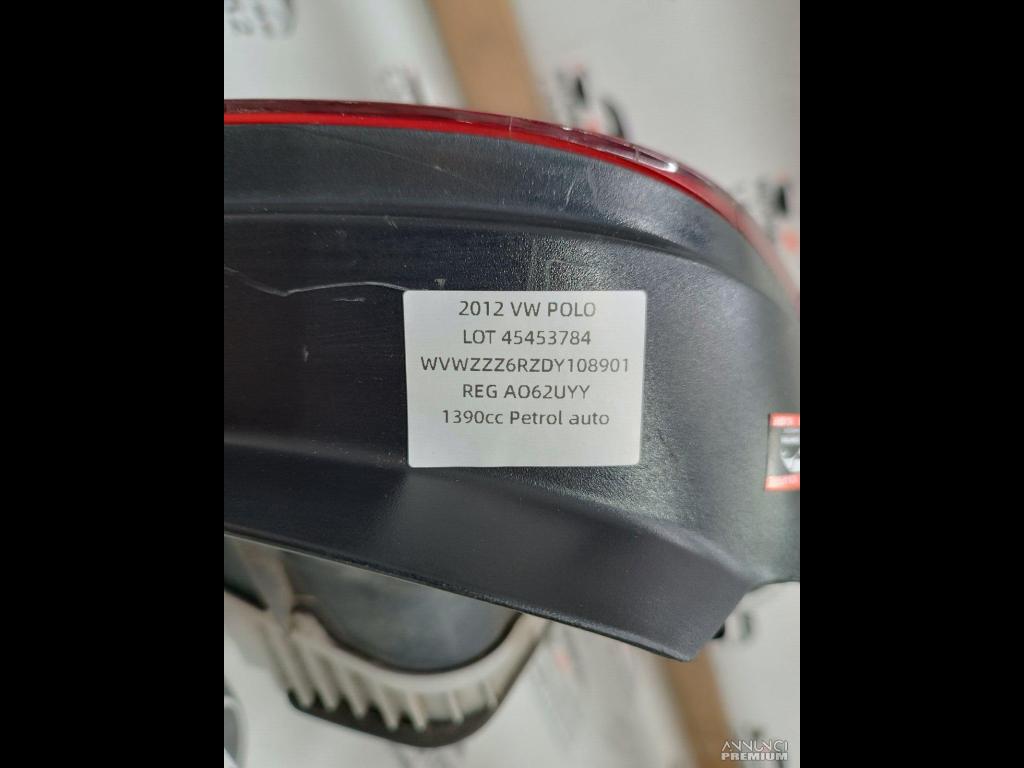 2012 VW POLO
LOT 45453784
WVWZZZ6RZDY108901
REG AO62UYY
1390cc Petrol auto
ANNUNCI
PREMIUM